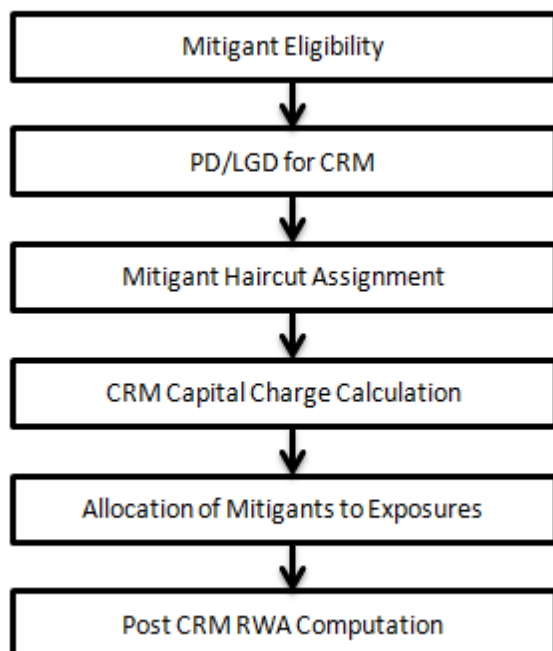 Mitigant Eligibility
PD/LGD for CRM
Mitigant Haircut Assignment
CRM Capital Charge Calculation
Allocation of Mitigants to Exposures
Post CRM RWA Computation